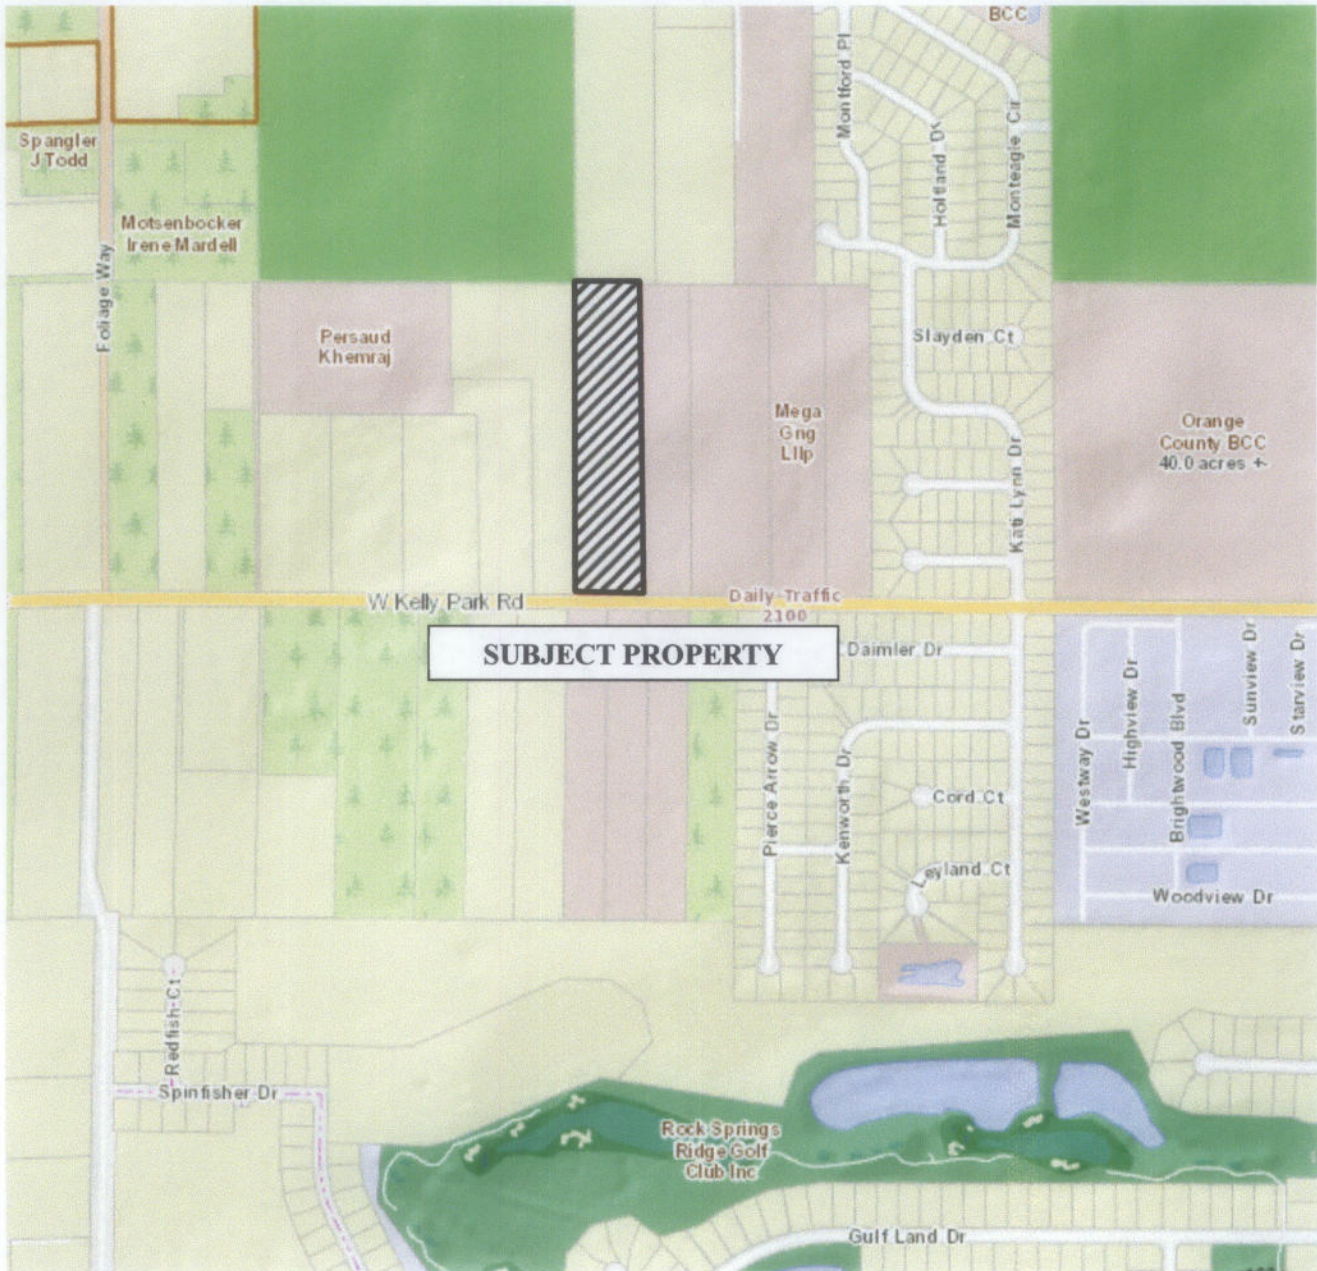 BCC
Montford Pl
Holtland Dr
Monteagle Cir
Spangler
J Todd
Motsenbocker
Irene Mardell
Foliage Way
Persaud
Khemraj
Slayden Ct
Mega
Gng
Lllp
Orange
County BCC
40.0 acres +-
Kati Lynn Dr
W Kelly Park Rd
Daily Traffic
2100
SUBJECT PROPERTY
Daimler Dr
Pierce Arrow Dr
Kenworth Dr
Cord Ct
Leyland Ct
Westway Dr
Highview Dr
Brightwood Blvd
Sunview Dr
Starview Dr
Woodview Dr
Redfish Ct
Spinfisher Dr
Rock Springs
Ridge Golf
Club Inc
Gulf Land Dr